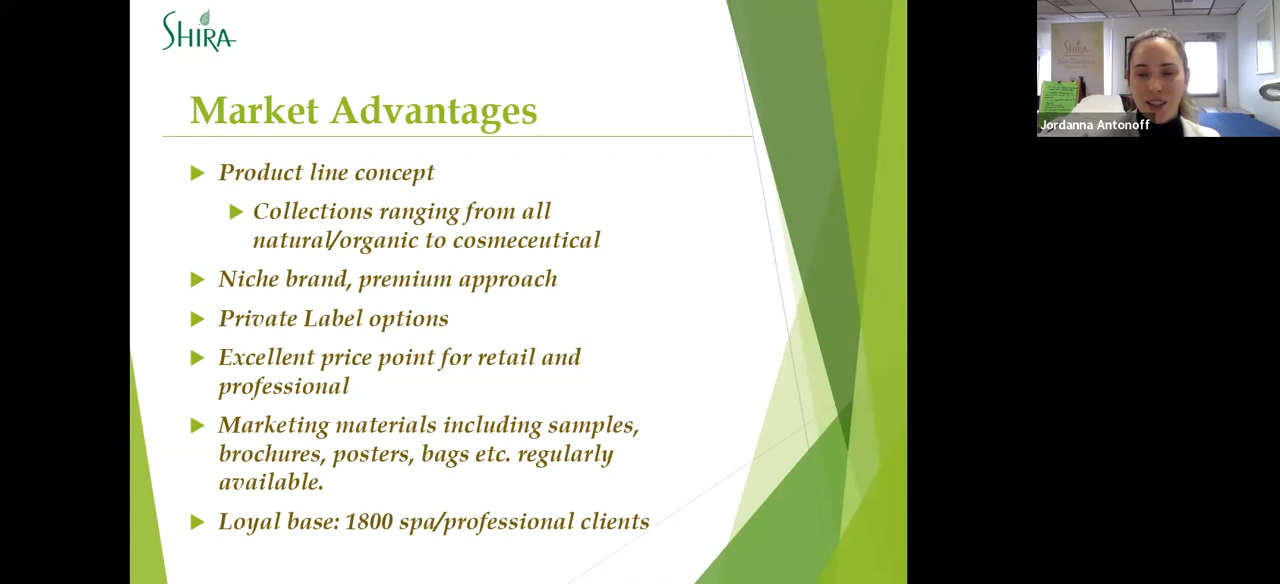 SHIRA
Market Advantages
Product line concept
Collections ranging from all
natural/organic to cosmeceutical
Niche brand, premium approach
Private Label options
Excellent price point for retail and
professional
Marketing materials including samples,
brochures, posters, bags etc. regularly
available.
Loyal base: 1800 spa/professional clients
SHIRA
Jordanna Antonoff